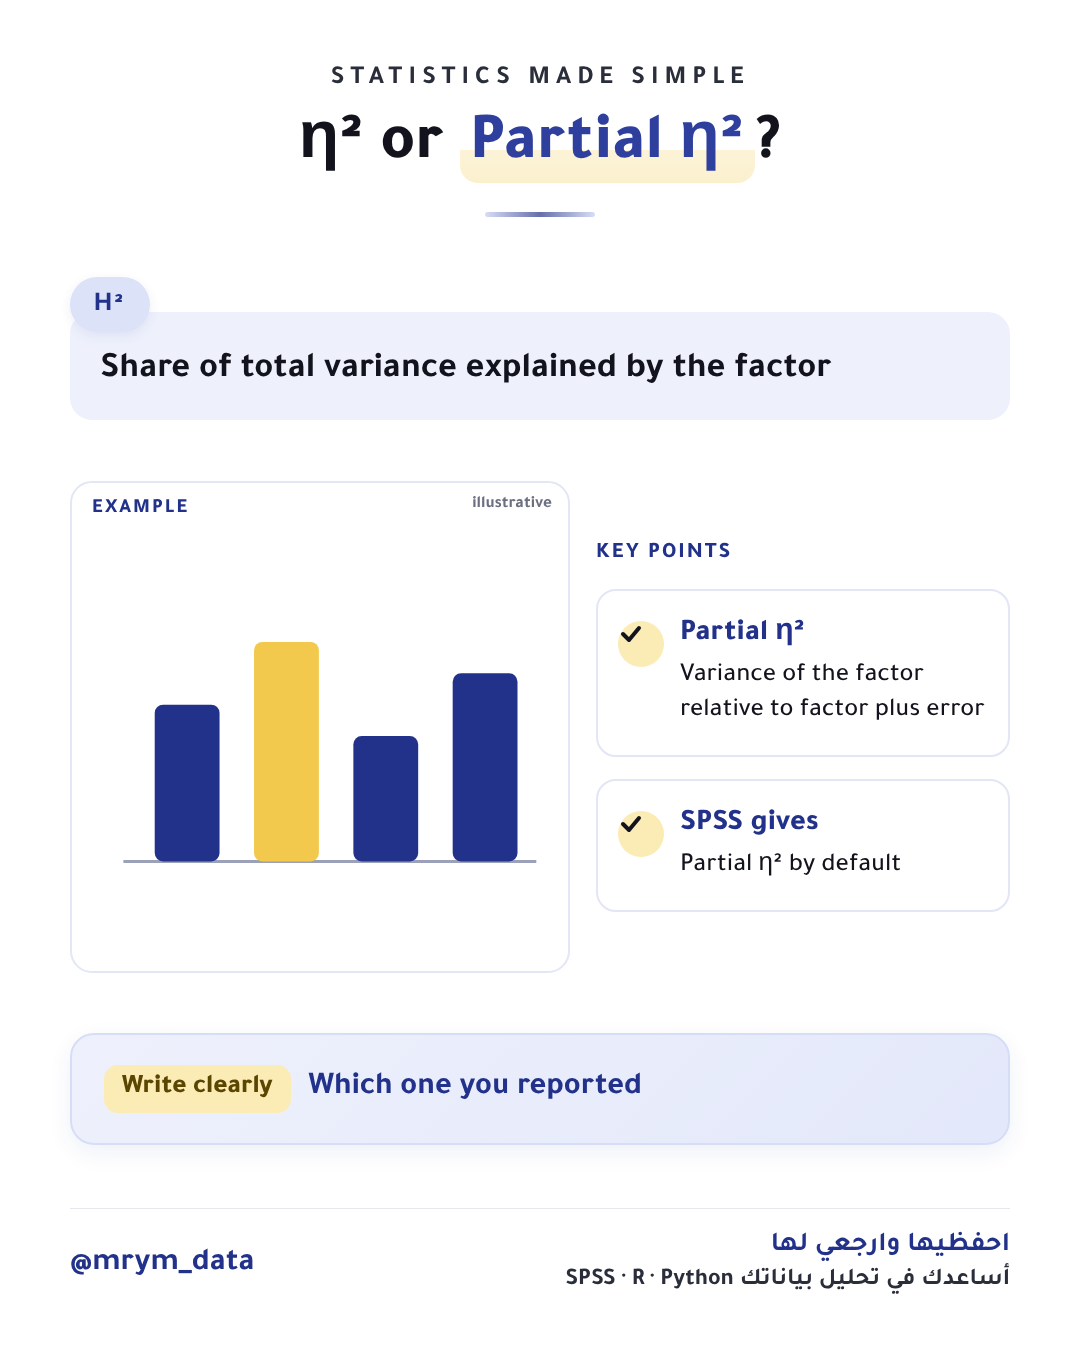 STATISTICS MADE SIMPLE
η² or Partial η²?
H²
Share of total variance explained by the factor
EXAMPLE
illustrative
KEY POINTS
Partial η²
Variance of the factor
relative to factor plus error
SPSS gives
Partial η² by default
Write clearly Which one you reported
@mrym_data
احفظيها وارجعي لها
أساعدك في تحليل بياناتك SPSS · R · Python